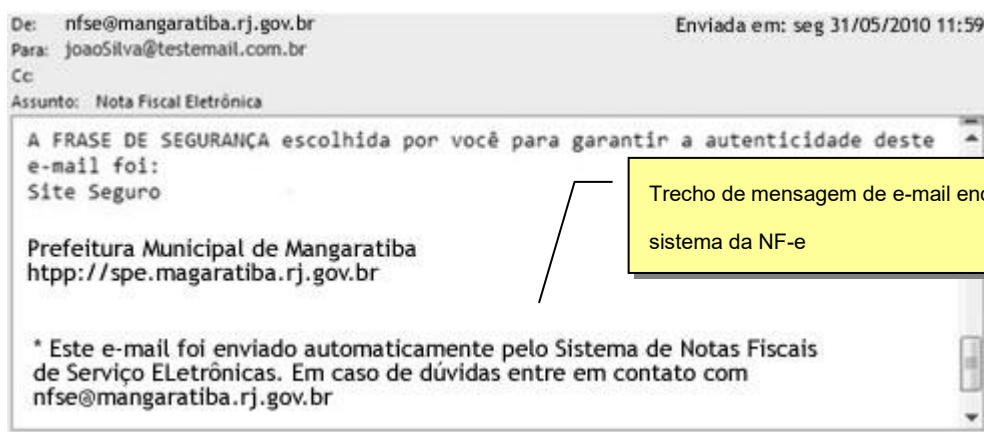 De: nfse@mangaratiba.rj.gov.br Enviada em: seg 31/05/2010 11:59
Para: joaoSilva@testemail.com.br
Cc
Assunto: Nota Fiscal Eletrônica
A FRASE DE SEGURANÇA escolhida por você para garantir a autenticidade deste
e-mail foi:
Site Seguro
Trecho de mensagem de e-mail
sistema da NF-e
Prefeitura Municipal de Mangaratiba
htpp://spe.magaratiba.rj.gov.br
* Este e-mail foi enviado automaticamente pelo Sistema de Notas Fiscais
de Serviço ELetrônicas. Em caso de dúvidas entre em contato com
nfse@mangaratiba.rj.gov.br